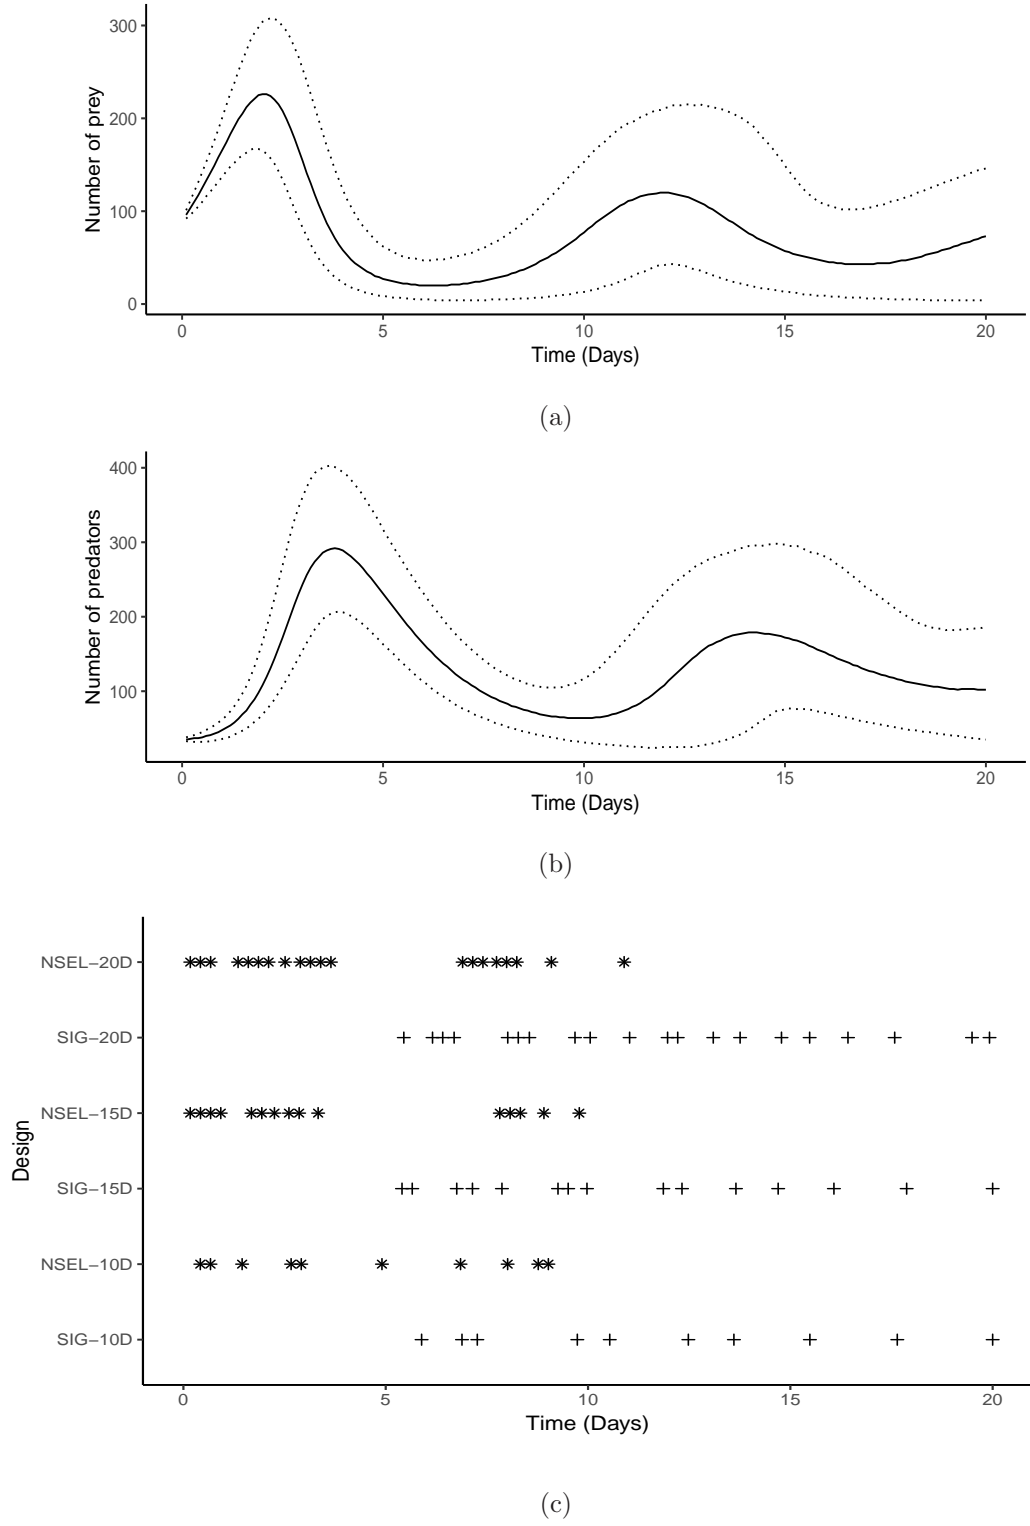 300
200
100
0
Number of prey
0 5 10 15 20
Time (Days)
(a)
400
300
200
100
Number of predators
0 5 10 15 20
Time (Days)
(b)
NSEL−20D
SIG−20D
NSEL−15D
SIG−15D
NSEL−10D
SIG−10D
Design
0 5 10 15 20
Time (Days)
(c)